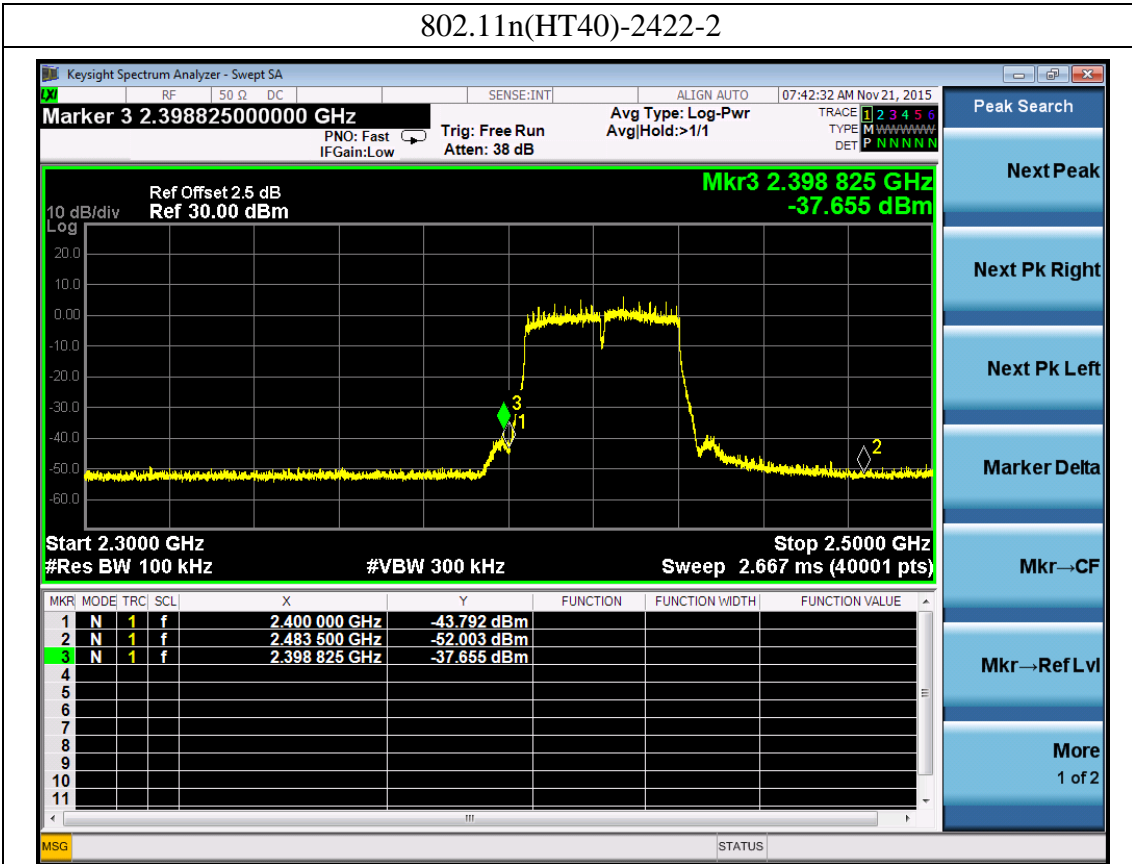 802.11n(HT40)-2422-2
Keysight Spectrum Analyzer - Swept SA
LXI RF 50 Ω DC SENSE:INT ALIGN AUTO 07:42:32 AM Nov 21, 2015
Marker 3 2.398825000000 GHz
PNO: Fast
IFGain:Low
Trig: Free Run
Atten: 38 dB
Avg Type: Log-Pwr
Avg|Hold:>1/1
TRACE 1 2 3 4 5 6
TYPE M WWWWW
DET P N N N N N
Peak Search
Next Peak
Next Pk Right
Next Pk Left
Marker Delta
Mkr→CF
Mkr→Ref Lvl
More
1 of 2
Mkr3 2.398 825 GHz
-37.655 dBm
Ref Offset 2.5 dB
10 dB/div Ref 30.00 dBm
Log
20.0
10.0
0.00
-10.0
-20.0
-30.0
-40.0
-50.0
-60.0
3
1
2
Start 2.3000 GHz Stop 2.5000 GHz
#Res BW 100 kHz #VBW 300 kHz Sweep 2.667 ms (40001 pts)
MKR MODE TRC SCL X Y FUNCTION FUNCTION WIDTH FUNCTION VALUE
1 N 1 f 2.400 000 GHz -43.792 dBm
2 N 1 f 2.483 500 GHz -52.003 dBm
3 N 1 f 2.398 825 GHz -37.655 dBm
4
5
6
7
8
9
10
11
MSG STATUS